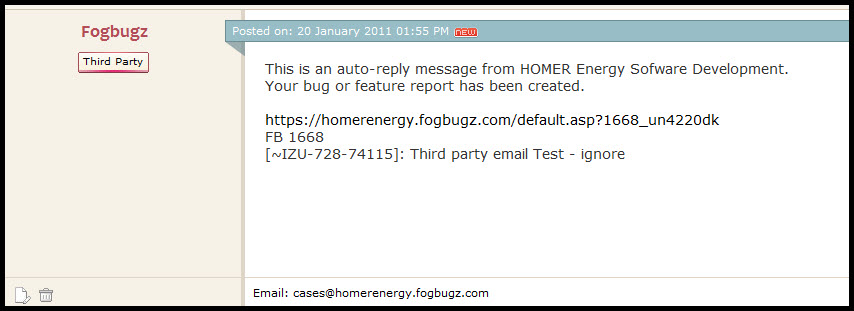 Fogbugz
Third Party
Posted on: 20 January 2011 01:55 PM NEW
This is an auto-reply message from HOMER Energy Sofware Development.
Your bug or feature report has been created.
https://homerenergy.fogbugz.com/default.asp?1668_un4220dk
FB 1668
[~IZU-728-74115]: Third party email Test - ignore
Email: cases@homerenergy.fogbugz.com